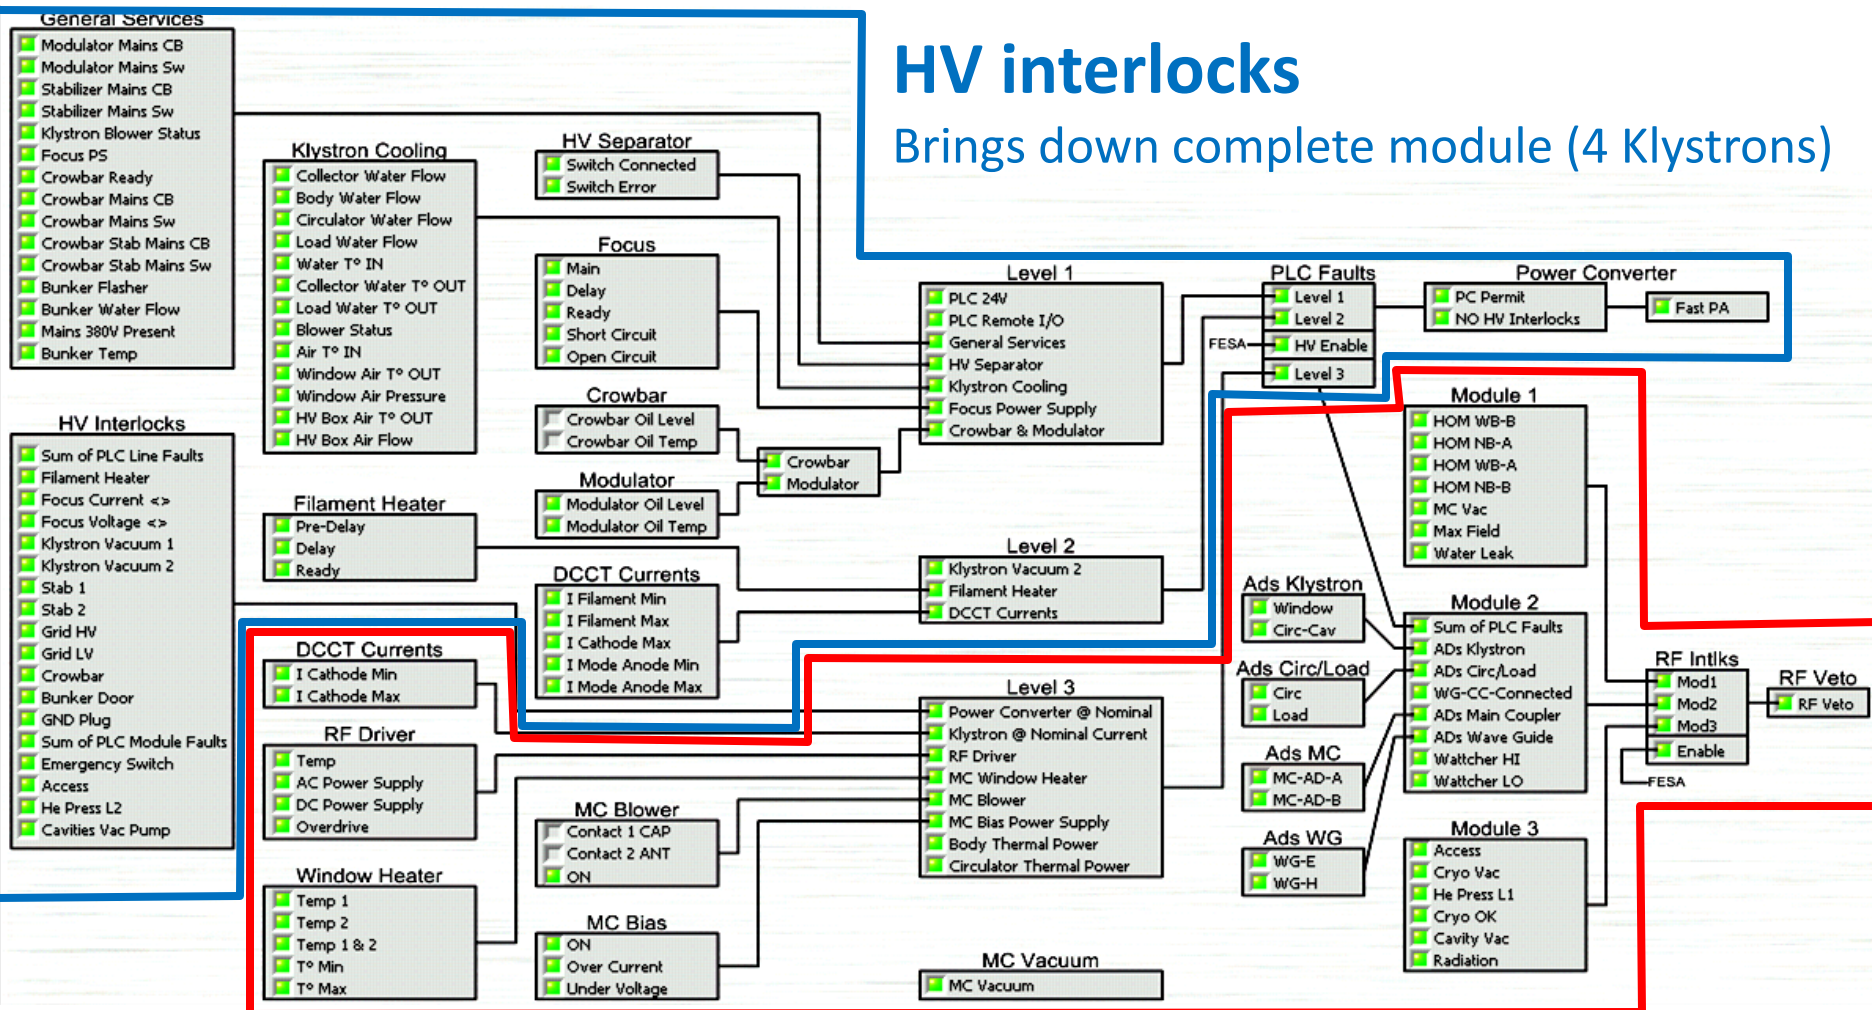 HV interlocks
Brings down complete module (4 Klystrons)
General Services
Modulator Mains CB
Modulator Mains Sw
Stabilizer Mains CB
Stabilizer Mains Sw
Klystron Blower Status
Focus PS
Crowbar Ready
Crowbar Mains CB
Crowbar Mains Sw
Crowbar Stab Mains CB
Crowbar Stab Mains Sw
Bunker Flasher
Bunker Water Flow
Mains 380V Present
Bunker Temp
HV Interlocks
Sum of PLC Line Faults
Filament Heater
Focus Current <>
Focus Voltage <>
Klystron Vacuum 1
Klystron Vacuum 2
Stab 1
Stab 2
Grid HV
Grid LV
Crowbar
Bunker Door
GND Plug
Sum of PLC Module Faults
Emergency Switch
Access
He Press L2
Cavities Vac Pump
Klystron Cooling
Collector Water Flow
Body Water Flow
Circulator Water Flow
Load Water Flow
Water T° IN
Collector Water T° OUT
Load Water T° OUT
Blower Status
Air T° IN
Window Air T° OUT
Window Air Pressure
HV Box Air T° OUT
HV Box Air Flow
Filament Heater
Pre-Delay
Delay
Ready
DCCT Currents
I Cathode Min
I Cathode Max
RF Driver
Temp
AC Power Supply
DC Power Supply
Overdrive
Window Heater
Temp 1
Temp 2
Temp 1 & 2
T° Min
T° Max
HV Separator
Switch Connected
Switch Error
Focus
Main
Delay
Ready
Short Circuit
Open Circuit
Crowbar
Crowbar Oil Level
Crowbar Oil Temp
Modulator
Modulator Oil Level
Modulator Oil Temp
Crowbar
Modulator
DCCT Currents
I Filament Min
I Filament Max
I Cathode Max
I Mode Anode Min
I Mode Anode Max
MC Blower
Contact 1 CAP
Contact 2 ANT
ON
MC Bias
ON
Over Current
Under Voltage
Level 1
PLC 24V
PLC Remote I/O
General Services
HV Separator
Klystron Cooling
Focus Power Supply
Crowbar & Modulator
Level 2
Klystron Vacuum 2
Filament Heater
DCCT Currents
Level 3
Power Converter @ Nominal
Klystron @ Nominal Current
RF Driver
MC Window Heater
MC Blower
MC Bias Power Supply
Body Thermal Power
Circulator Thermal Power
MC Vacuum
MC Vacuum
PLC Faults
Level 1
Level 2
FESA
HV Enable
Level 3
Power Converter
PC Permit
NO HV Interlocks
Fast PA
Ads Klystron
Window
Circ-Cav
Ads Circ/Load
Circ
Load
Ads MC
MC-AD-A
MC-AD-B
Ads WG
WG-E
WG-H
Module 1
HOM WB-B
HOM NB-A
HOM WB-A
HOM NB-B
MC Vac
Max Field
Water Leak
Module 2
Sum of PLC Faults
ADs Klystron
ADs Circ/Load
WG-CC-Connected
ADs Main Coupler
ADs Wave Guide
Wattcher HI
Wattcher LO
Module 3
Access
Cryo Vac
He Press L1
Cryo OK
Cavity Vac
Radiation
RF Intlks
Mod1
Mod2
Mod3
Enable
FESA
RF Veto
RF Veto